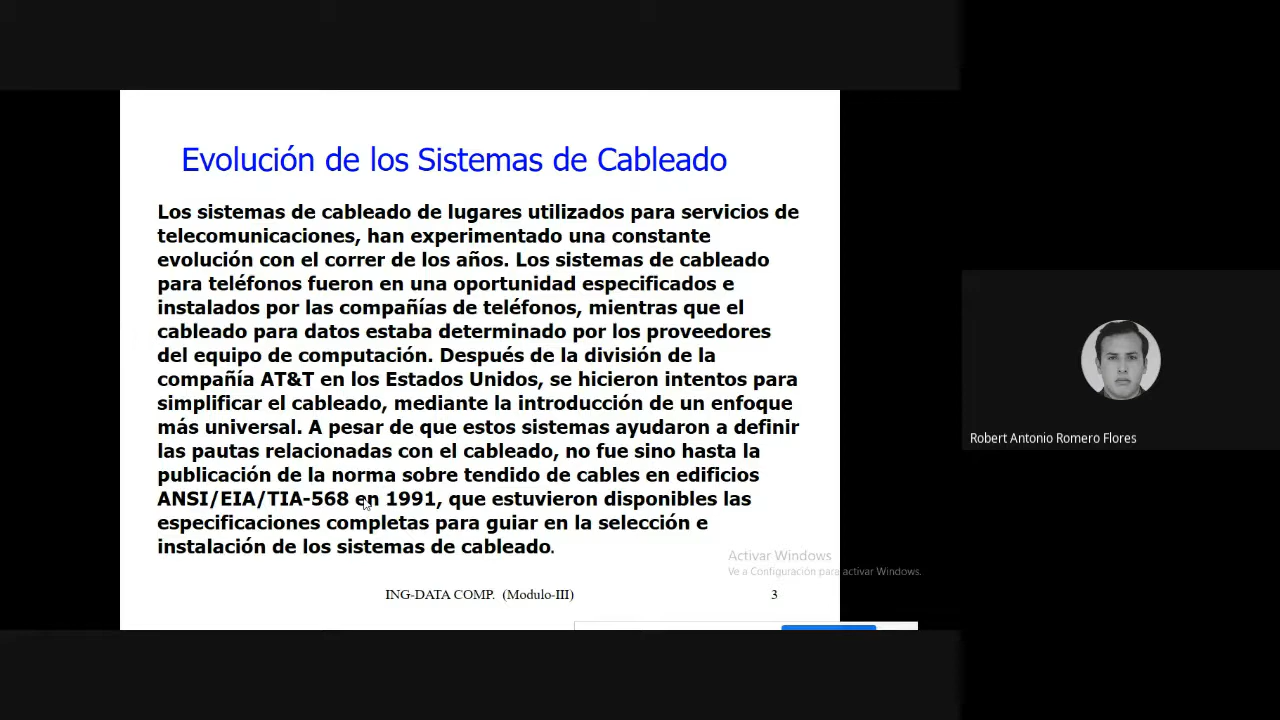 Evolución de los Sistemas de Cableado
Los sistemas de cableado de lugares utilizados para servicios de
telecomunicaciones, han experimentado una constante
evolución con el correr de los años. Los sistemas de cableado
para teléfonos fueron en una oportunidad especificados e
instalados por las compañías de teléfonos, mientras que el
cableado para datos estaba determinado por los proveedores
del equipo de computación. Después de la división de la
compañía AT&T en los Estados Unidos, se hicieron intentos para
simplificar el cableado, mediante la introducción de un enfoque
más universal. A pesar de que estos sistemas ayudaron a definir
las pautas relacionadas con el cableado, no fue sino hasta la
publicación de la norma sobre tendido de cables en edificios
ANSI/EIA/TIA-568 en 1991, que estuvieron disponibles las
especificaciones completas para guiar en la selección e
instalación de los sistemas de cableado.
Activar Windows
Ve a Configuración para activar Windows.
ING-DATA COMP. (Modulo-III)
3
Robert Antonio Romero Flores